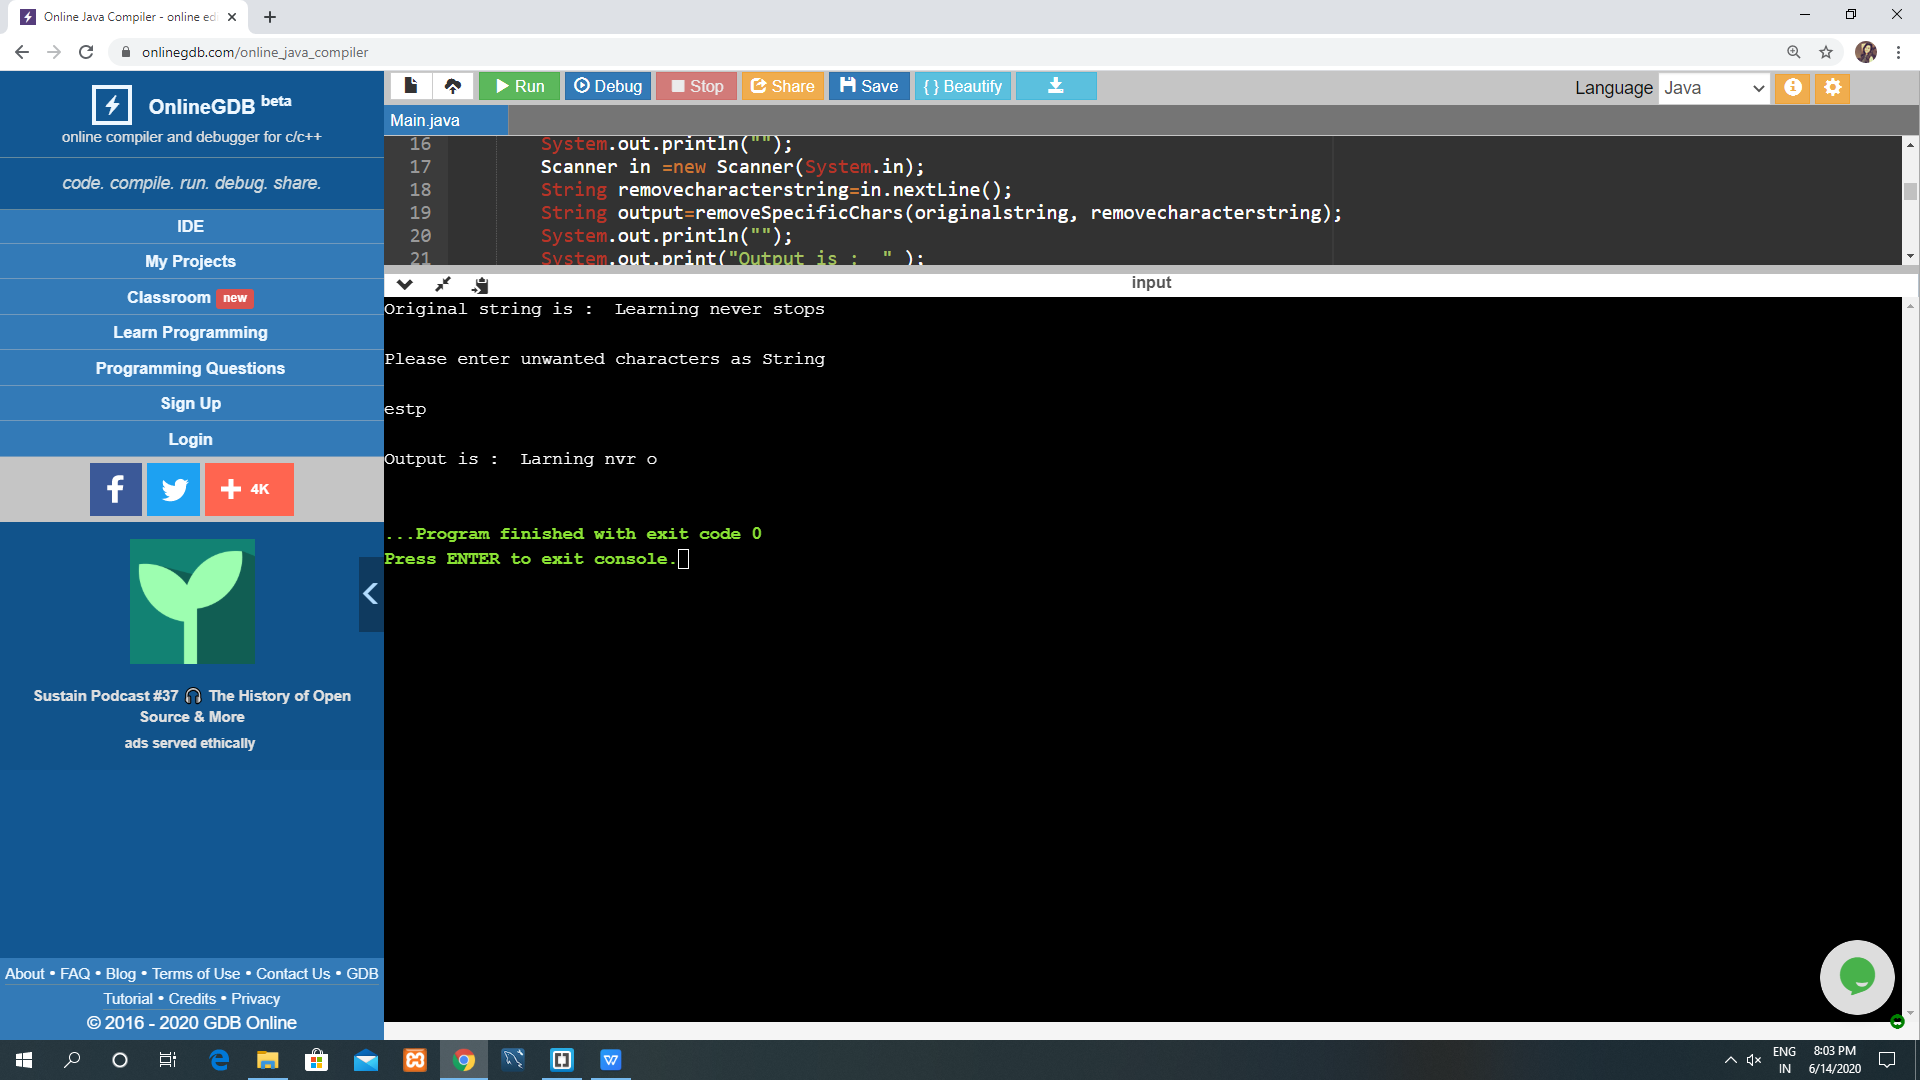 Online Java Compiler - online ed
onlinegdb.com/online_java_compiler
OnlineGDB beta
online compiler and debugger for c/c++
code. compile. run. debug. share.
IDE
My Projects
Classroom new
Learn Programming
Programming Questions
Sign Up
Login
f
4K
Sustain Podcast #37 🎧 The History of Open
Source & More
ads served ethically
About • FAQ • Blog • Terms of Use • Contact Us • GDB
Tutorial • Credits • Privacy
© 2016 - 2020 GDB Online
Run Debug Stop Share Save { } Beautify
Language Java
Main.java
16 System.out.println("");
17 Scanner in =new Scanner(System.in);
18 String removecharacterstring=in.nextLine();
19 String output=removeSpecificChars(originalstring, removecharacterstring);
20 System.out.println("");
21 System.out.print("Output is :  " );
input
Original string is :  Learning never stops
Please enter unwanted characters as String
estp
Output is :  Larning nvr o
...Program finished with exit code 0
Press ENTER to exit console.
ENG
IN
8:03 PM
6/14/2020